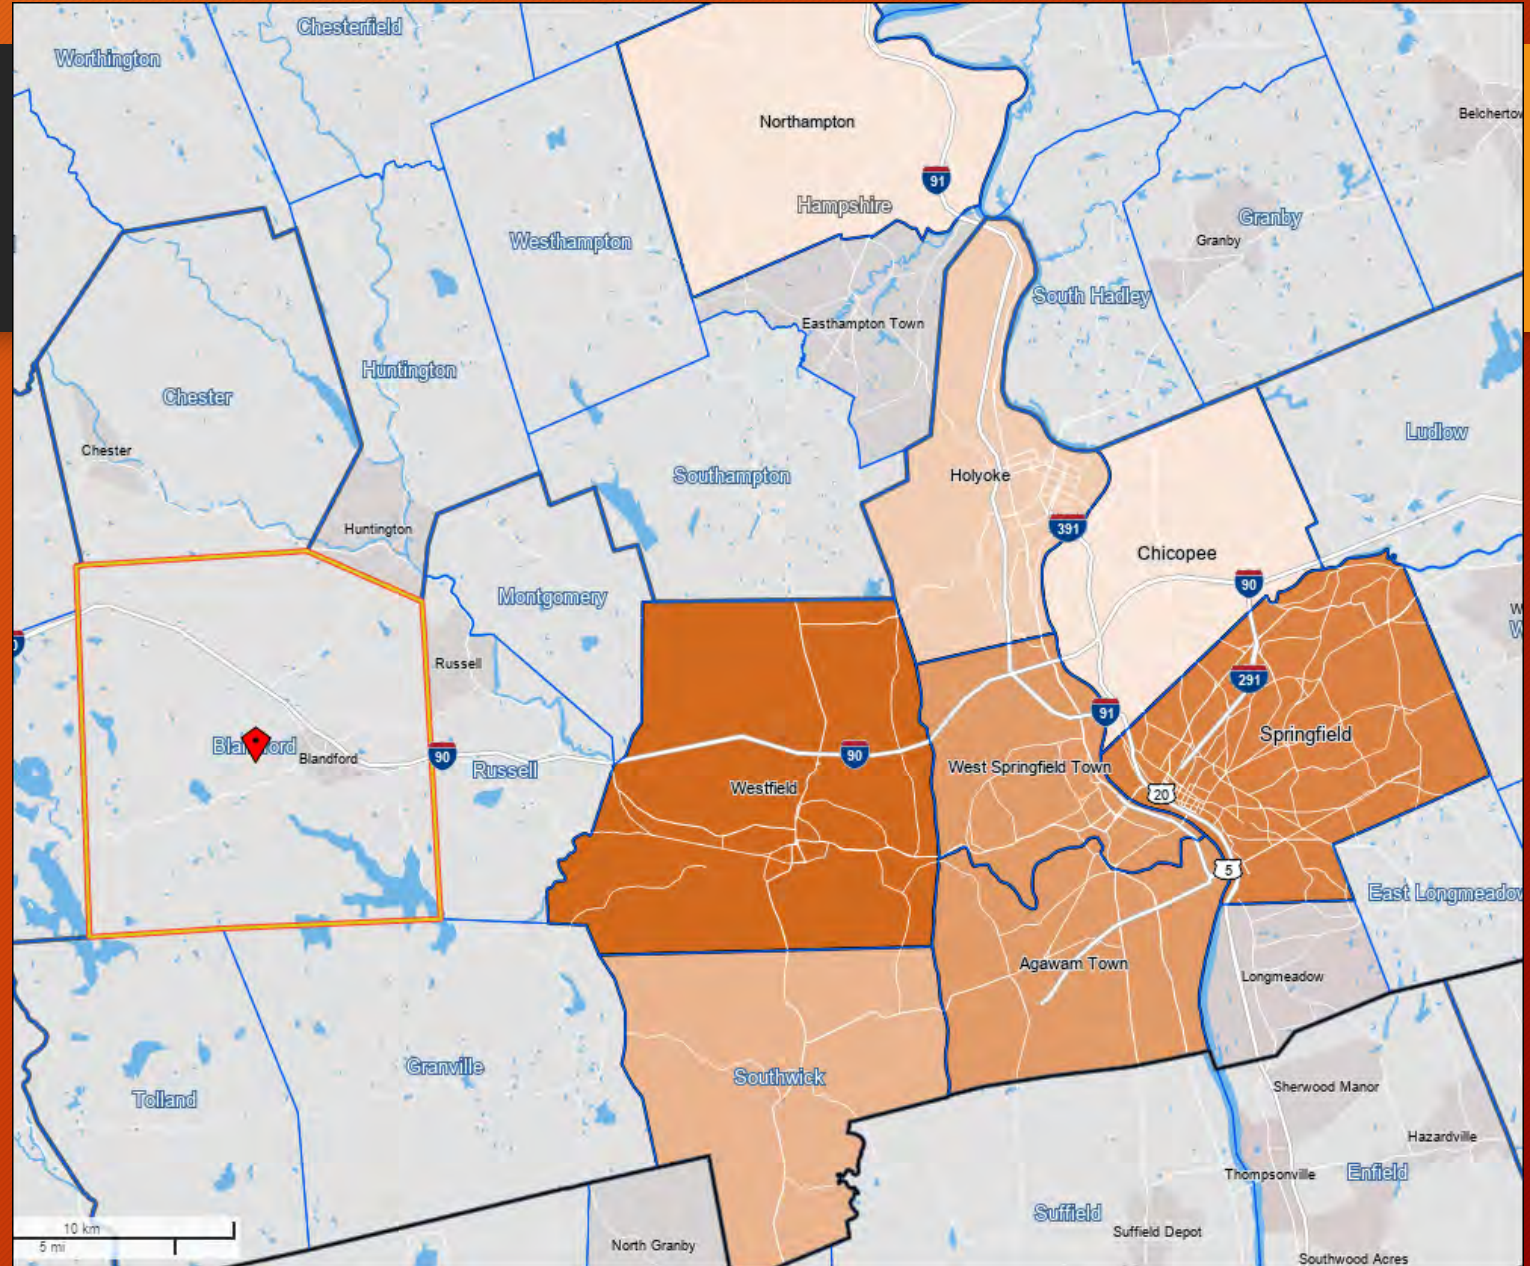 Chesterfield
Worthington
Northampton
Belchertow
91
Hampshire
Granby
Granby
Westhampton
South Hadley
Easthampton Town
Huntington
Chester
Ludlow
Chester
Southampton
Holyoke
Huntington
391
Chicopee
90
Montgomery
W
W
0
Russell
291
91
Springfield
Blandford
Blandford
90
Russell
90
West Springfield Town
Westfield
20
5
East Longmeadow
Agawam Town
Longmeadow
Granville
Southwick
Sherwood Manor
Tolland
Hazardville
Thompsonville
Enfield
Suffield
10 km
Suffield Depot
5 mi
North Granby
Southwood Acres